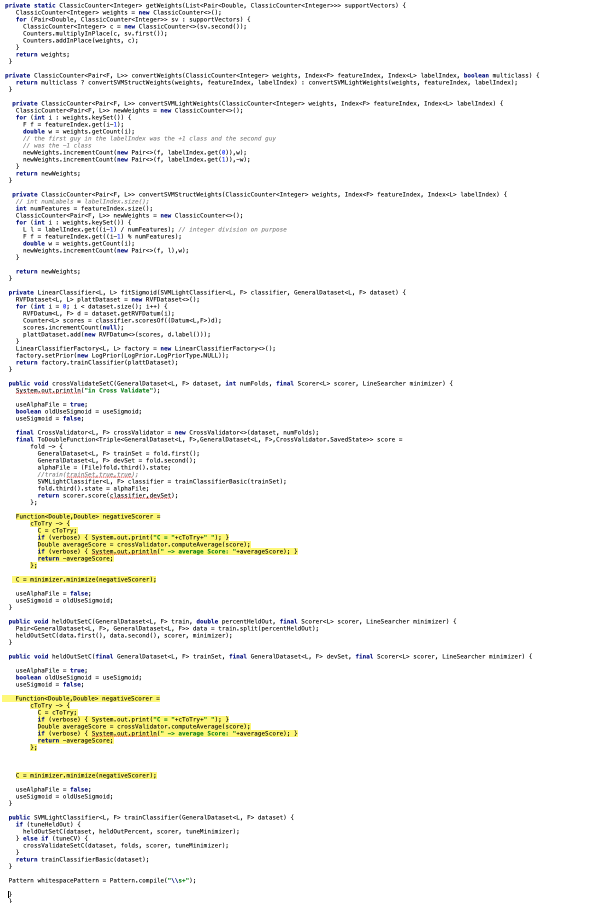 private static ClassicCounter<Integer> getWeights(List<Pair<Double, ClassicCounter<Integer>>> supportVectors) {
ClassicCounter<Integer> weights = new ClassicCounter<>();
for (Pair<Double, ClassicCounter<Integer>> sv : supportVectors) {
ClassicCounter<Integer> c = new ClassicCounter<>(sv.second());
Counters.multiplyInPlace(c, sv.first());
Counters.addInPlace(weights, c);
}
return weights;
}
private ClassicCounter<Pair<F, L>> convertWeights(ClassicCounter<Integer> weights, Index<F> featureIndex, Index<L> labelIndex, boolean multiclass) {
return multiclass ? convertSVMStructWeights(weights, featureIndex, labelIndex) : convertSVMLightWeights(weights, featureIndex, labelIndex);
}
private ClassicCounter<Pair<F, L>> convertSVMLightWeights(ClassicCounter<Integer> weights, Index<F> featureIndex, Index<L> labelIndex) {
ClassicCounter<Pair<F, L>> newWeights = new ClassicCounter<>();
for (int i : weights.keySet()) {
F f = featureIndex.get(i-1);
double w = weights.getCount(i);
// the first guy in the labelIndex was the +1 class and the second guy
// was the -1 class
newWeights.incrementCount(new Pair<>(f, labelIndex.get(0)),w);
newWeights.incrementCount(new Pair<>(f, labelIndex.get(1)),-w);
}
return newWeights;
}
private ClassicCounter<Pair<F, L>> convertSVMStructWeights(ClassicCounter<Integer> weights, Index<F> featureIndex, Index<L> labelIndex) {
// int numLabels = labelIndex.size();
int numFeatures = featureIndex.size();
ClassicCounter<Pair<F, L>> newWeights = new ClassicCounter<>();
for (int i : weights.keySet()) {
L l = labelIndex.get((i-1) / numFeatures); // integer division on purpose
F f = featureIndex.get((i-1) % numFeatures);
double w = weights.getCount(i);
newWeights.incrementCount(new Pair<>(f, l),w);
}
return newWeights;
}
private LinearClassifier<L, L> fitSigmoid(SVMLightClassifier<L, F> classifier, GeneralDataset<L, F> dataset) {
RVFDataset<L, L> plattDataset = new RVFDataset<>();
for (int i = 0; i < dataset.size(); i++) {
RVFDatum<L, F> d = dataset.getRVFDatum(i);
Counter<L> scores = classifier.scoresOf((Datum<L,F>)d);
scores.incrementCount(null);
plattDataset.add(new RVFDatum<>(scores, d.label()));
}
LinearClassifierFactory<L, L> factory = new LinearClassifierFactory<>();
factory.setPrior(new LogPrior(LogPrior.LogPriorType.NULL));
return factory.trainClassifier(plattDataset);
}
public void crossValidateSetC(GeneralDataset<L, F> dataset, int numFolds, final Scorer<L> scorer, LineSearcher minimizer) {
System.out.println("in Cross Validate");
useAlphaFile = true;
boolean oldUseSigmoid = useSigmoid;
useSigmoid = false;
final CrossValidator<L, F> crossValidator = new CrossValidator<>(dataset, numFolds);
final ToDoubleFunction<Triple<GeneralDataset<L, F>,GeneralDataset<L, F>,CrossValidator.SavedState>> score =
fold -> {
GeneralDataset<L, F> trainSet = fold.first();
GeneralDataset<L, F> devSet = fold.second();
alphaFile = (File)fold.third().state;
//train(trainSet,true,true);
SVMLightClassifier<L, F> classifier = trainClassifierBasic(trainSet);
fold.third().state = alphaFile;
return scorer.score(classifier,devSet);
};
Function<Double,Double> negativeScorer =
cToTry -> {
C = cToTry;
if (verbose) { System.out.print("C = "+cToTry+" "); }
Double averageScore = crossValidator.computeAverage(score);
if (verbose) { System.out.println(" -> average Score: "+averageScore); }
return -averageScore;
};
C = minimizer.minimize(negativeScorer);
useAlphaFile = false;
useSigmoid = oldUseSigmoid;
}
public void heldOutSetC(GeneralDataset<L, F> train, double percentHeldOut, final Scorer<L> scorer, LineSearcher minimizer) {
Pair<GeneralDataset<L, F>, GeneralDataset<L, F>> data = train.split(percentHeldOut);
heldOutSetC(data.first(), data.second(), scorer, minimizer);
}
public void heldOutSetC(final GeneralDataset<L, F> trainSet, final GeneralDataset<L, F> devSet, final Scorer<L> scorer, LineSearcher minimizer) {
useAlphaFile = true;
boolean oldUseSigmoid = useSigmoid;
useSigmoid = false;
Function<Double,Double> negativeScorer =
cToTry -> {
C = cToTry;
if (verbose) { System.out.print("C = "+cToTry+" "); }
Double averageScore = crossValidator.computeAverage(score);
if (verbose) { System.out.println(" -> average Score: "+averageScore); }
return -averageScore;
};
C = minimizer.minimize(negativeScorer);
useAlphaFile = false;
useSigmoid = oldUseSigmoid;
}
public SVMLightClassifier<L, F> trainClassifier(GeneralDataset<L, F> dataset) {
if (tuneHeldOut) {
heldOutSetC(dataset, heldOutPercent, scorer, tuneMinimizer);
} else if (tuneCV) {
crossValidateSetC(dataset, folds, scorer, tuneMinimizer);
}
return trainClassifierBasic(dataset);
}
Pattern whitespacePattern = Pattern.compile("\\s+");
}
}